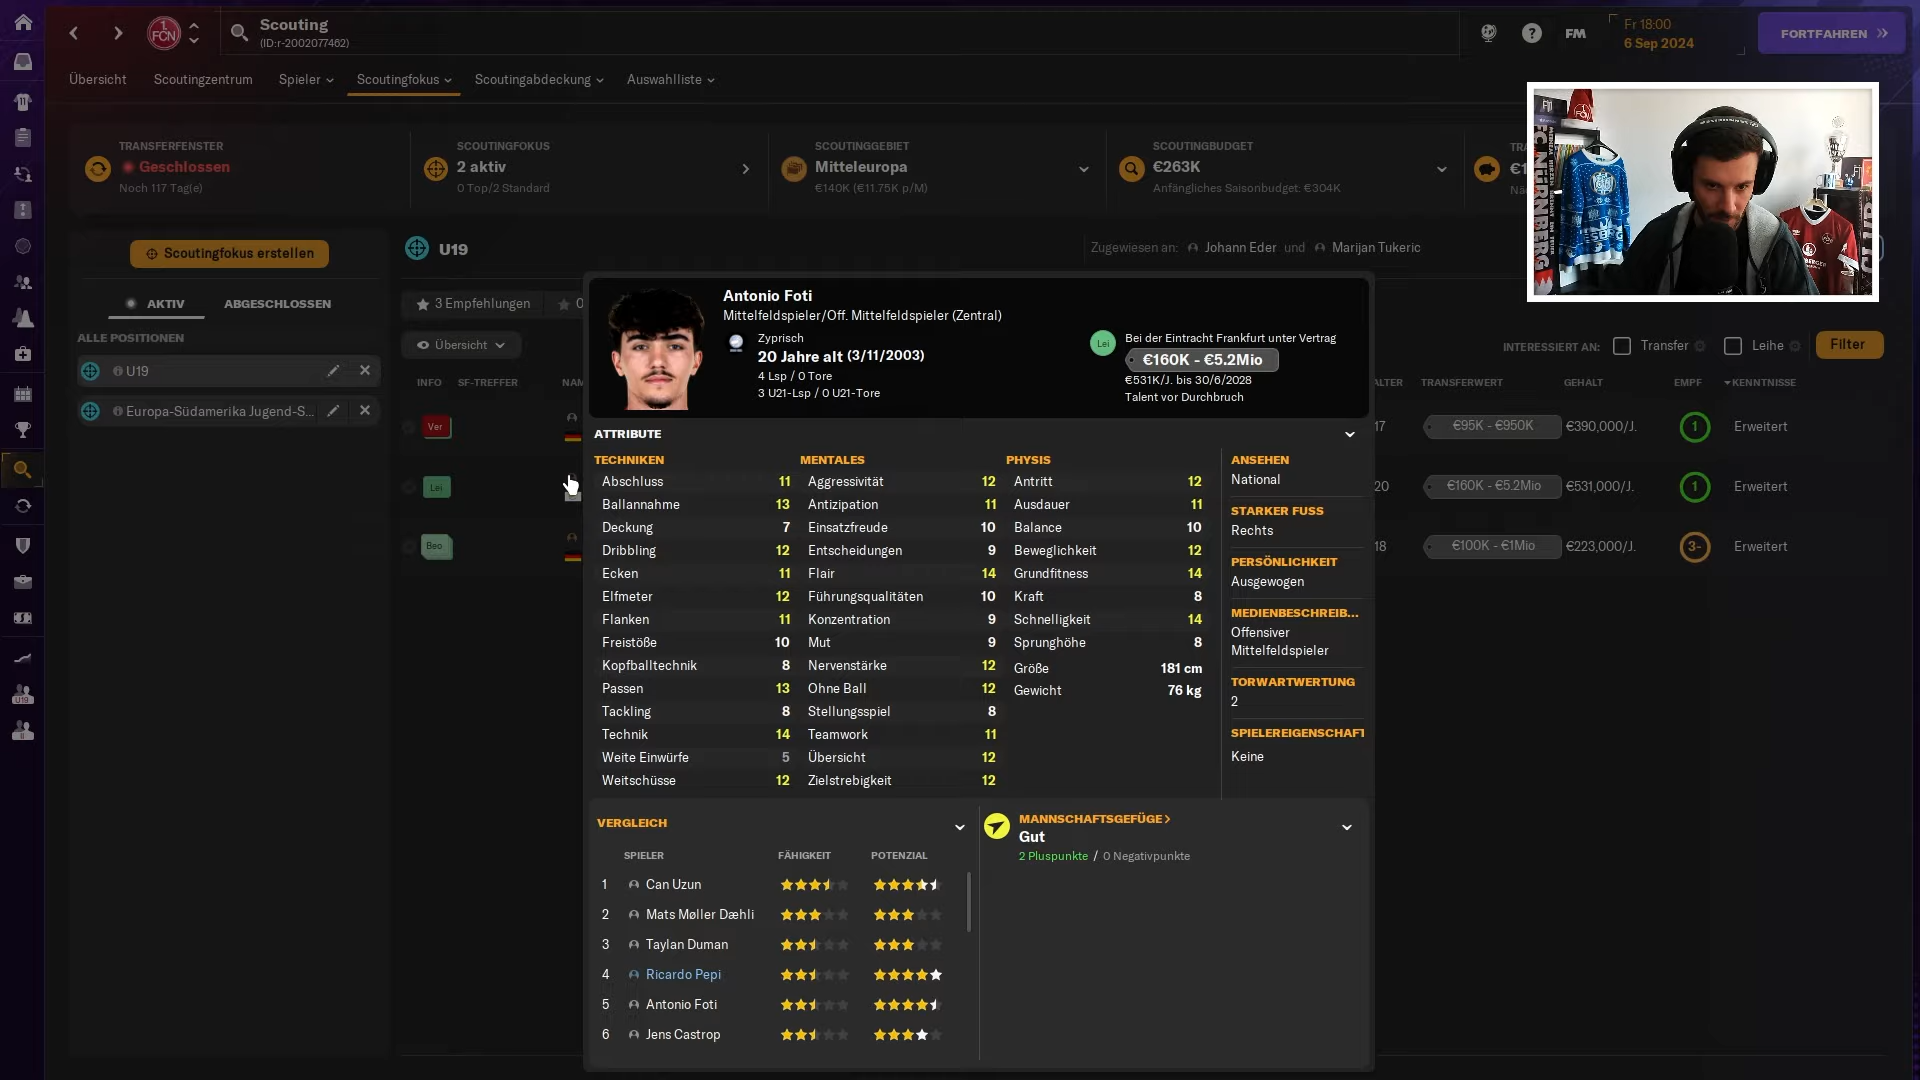 Scouting
(ID:r-2002077462)
FM
Fr 18:00
6 Sep 2024
FORTFAHREN
Übersicht
Scoutingzentrum
Spieler
Scoutingfokus
Scoutingabdeckung
Auswahlliste
TRANSFERFENSTER
Geschlossen
Noch 117 Tag(e)
SCOUTINGFOKUS
2 aktiv
0 Top/2 Standard
SCOUTINGGEBIET
Mitteleuropa
€140K (€11.75K p/M)
SCOUTINGBUDGET
€263K
Anfängliches Saisonbudget: €304K
Scoutingfokus erstellen
AKTIV
ABGESCHLOSSEN
ALLE POSITIONEN
U19
Europa-Südamerika Jugend-S...
U19
Zugewiesen an: Johann Eder und Marijan Tukeric
3 Empfehlungen
0
Übersicht
INTERESSIERT AN:
Transfer
Leihe
Filter
INFO
SF-TREFFER
ALTER
TRANSFERWERT
GEHALT
EMPF
KENNTNISSE
Ver
17
€95K - €950K
€390,000/J.
1
Erweitert
Lei
20
€160K - €5.2Mio
€531,000/J.
1
Erweitert
Beo
18
€100K - €1Mio
€223,000/J.
3-
Erweitert
Antonio Foti
Mittelfeldspieler/Off. Mittelfeldspieler (Zentral)
Zyprisch
20 Jahre alt (3/11/2003)
4 Lsp / 0 Tore
3 U21-Lsp / 0 U21-Tore
Lei
Bei der Eintracht Frankfurt unter Vertrag
€160K - €5.2Mio
€531K/J. bis 30/6/2028
Talent vor Durchbruch
ATTRIBUTE
TECHNIKEN
Abschluss 11
Ballannahme 13
Deckung 7
Dribbling 12
Ecken 11
Elfmeter 12
Flanken 11
Freistöße 10
Kopfballtechnik 8
Passen 13
Tackling 8
Technik 14
Weite Einwürfe 5
Weitschüsse 12
MENTALES
Aggressivität 12
Antizipation 11
Einsatzfreude 10
Entscheidungen 9
Flair 14
Führungsqualitäten 10
Konzentration 9
Mut 9
Nervenstärke 12
Ohne Ball 12
Stellungsspiel 8
Teamwork 11
Übersicht 12
Zielstrebigkeit 12
PHYSIS
Antritt 12
Ausdauer 11
Balance 10
Beweglichkeit 12
Grundfitness 14
Kraft 8
Schnelligkeit 14
Sprunghöhe 8
Größe 181 cm
Gewicht 76 kg
ANSEHEN
National
STARKER FUSS
Rechts
PERSÖNLICHKEIT
Ausgewogen
MEDIENBESCHREIB...
Offensiver
Mittelfeldspieler
TORWARTWERTUNG
2
SPIELEREIGENSCHAFT
Keine
VERGLEICH
SPIELER FÄHIGKEIT POTENZIAL
1 Can Uzun
2 Mats Møller Dæhli
3 Taylan Duman
4 Ricardo Pepi
5 Antonio Foti
6 Jens Castrop
MANNSCHAFTSGEFÜGE
Gut
2 Pluspunkte / 0 Negativpunkte